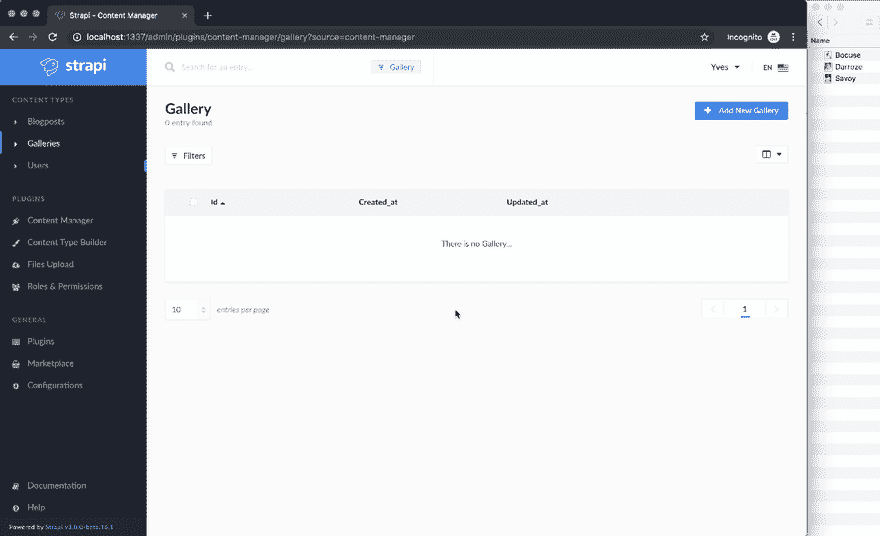 Strapi - Content Manager
localhost:1337/admin/plugins/content-manager/gallery?source=content-manager
Incognito
Name
Bocuse
Darroze
Savoy
strapi
Search for an entry...
Gallery
Yves
EN
CONTENT TYPES
Blogposts
Galleries
Users
PLUGINS
Content Manager
Content Type Builder
Files Upload
Roles & Permissions
GENERAL
Plugins
Marketplace
Configurations
Documentation
Help
Powered by Strapi v3.0.0-beta.16.1
Gallery
0 entry found
Add New Gallery
Filters
Id
Created_at
Updated_at
There is no Gallery...
10
entries per page
1